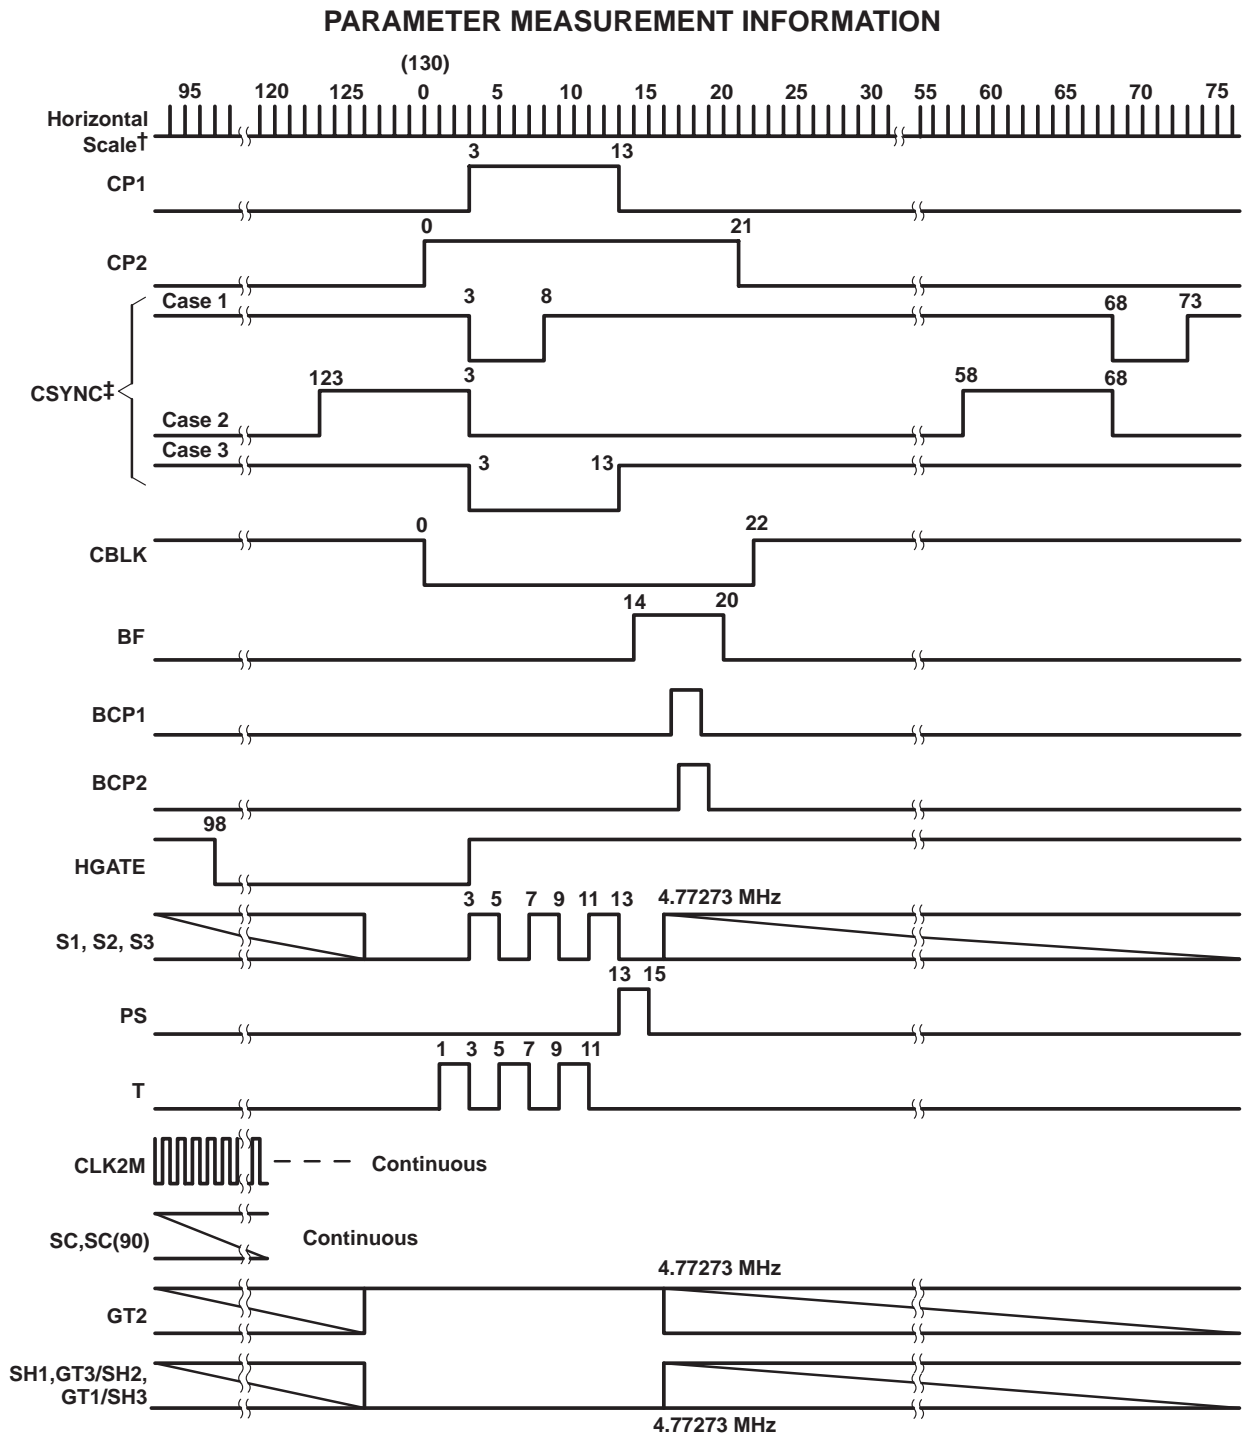 PARAMETER MEASUREMENT INFORMATION
(130)
95 120 125 0 5 10 15 20 25 30 55 60 65 70 75
Horizontal
Scale†
3 13
CP1
0 21
CP2
Case 1 3 8 68 73
CSYNC‡
123 3 58 68
Case 2
Case 3
3 13
0 22
CBLK
14 20
BF
BCP1
BCP2
98
HGATE
3 5 7 9 11 13 4.77273 MHz
S1, S2, S3
13 15
PS
1 3 5 7 9 11
T
CLK2M Continuous
SC,SC(90) Continuous
4.77273 MHz
GT2
SH1,GT3/SH2,
GT1/SH3
4.77273 MHz